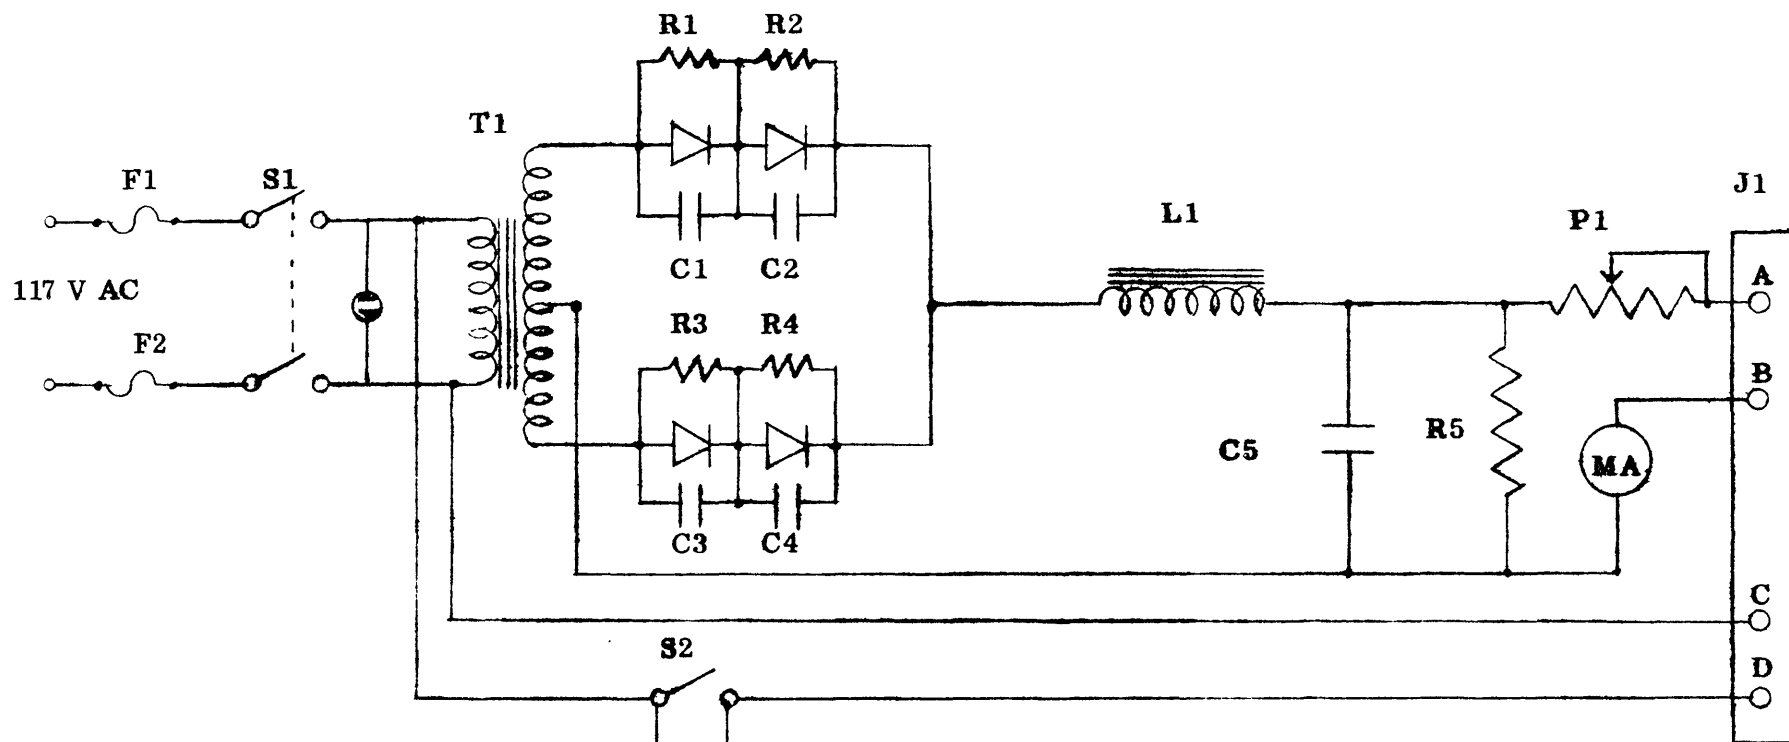 R1 R2
T1
F1 S1
J1
L1 P1
C1 C2
A
117 V AC
R3 R4
F2
B
R5
C5
MA
C3 C4
C
S2
D